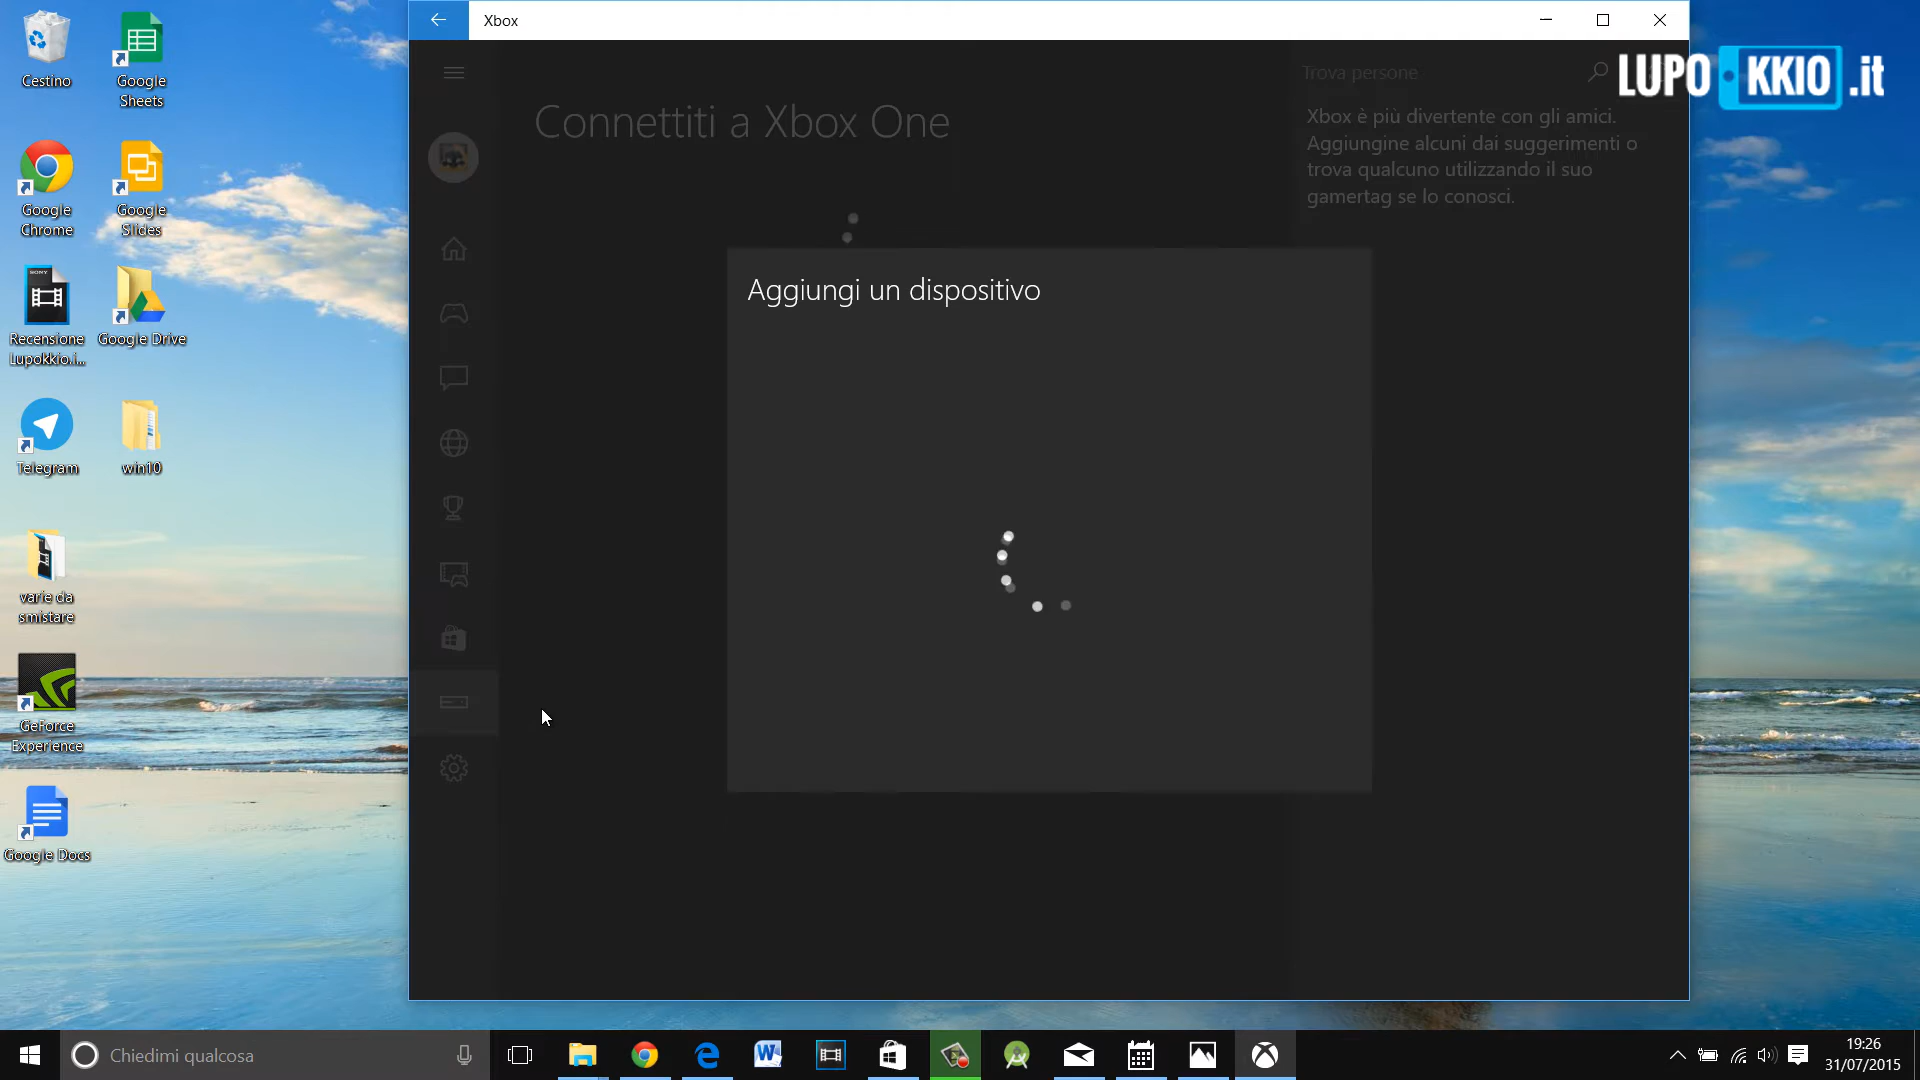 Xbox
LUPO KKIO .it
Trova persone
Connettiti a Xbox One
Xbox è più divertente con gli amici.
Aggiungine alcuni dai suggerimenti o
trova qualcuno utilizzando il suo
gamertag se lo conosci.
Aggiungi un dispositivo
Cestino
Google
Sheets
Google
Chrome
Google
Slides
SONY
Recensione
Lupokkio.i...
Google Drive
Telegram
win10
varie da
smistare
GeForce
Experience
Google Docs
Chiedimi qualcosa
19:26
31/07/2015